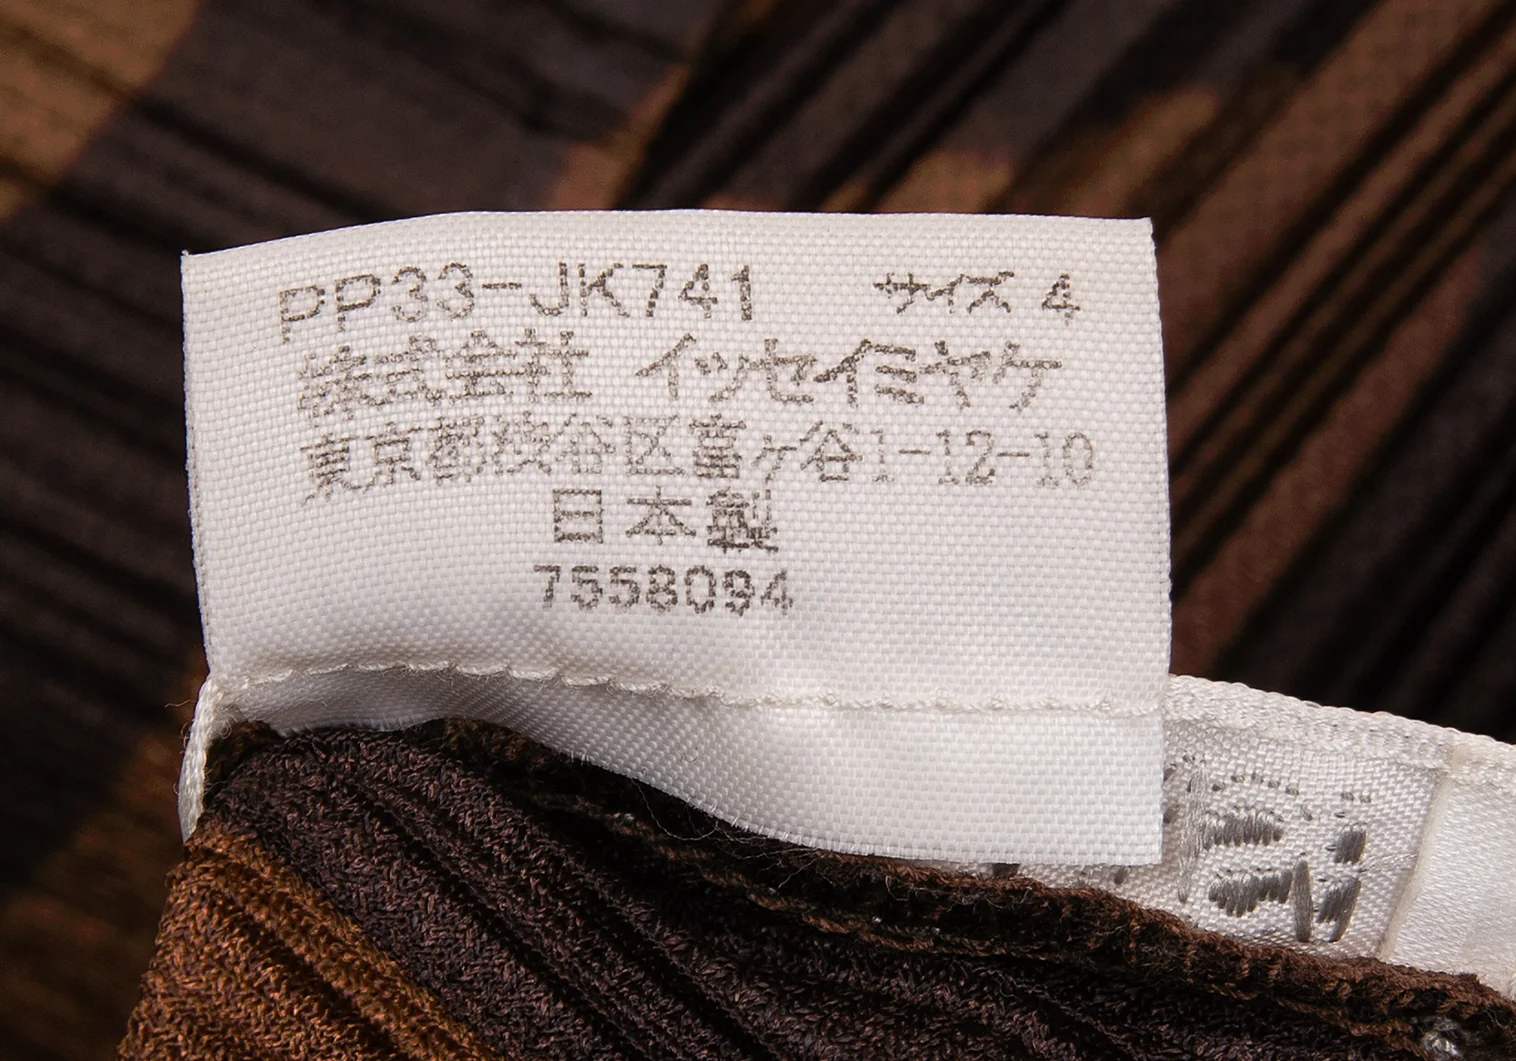 PP33-JK741 サイズ 4
株式会社 イッセイミヤケ
東京都渋谷区富ヶ谷1-12-10
日本製
7558094